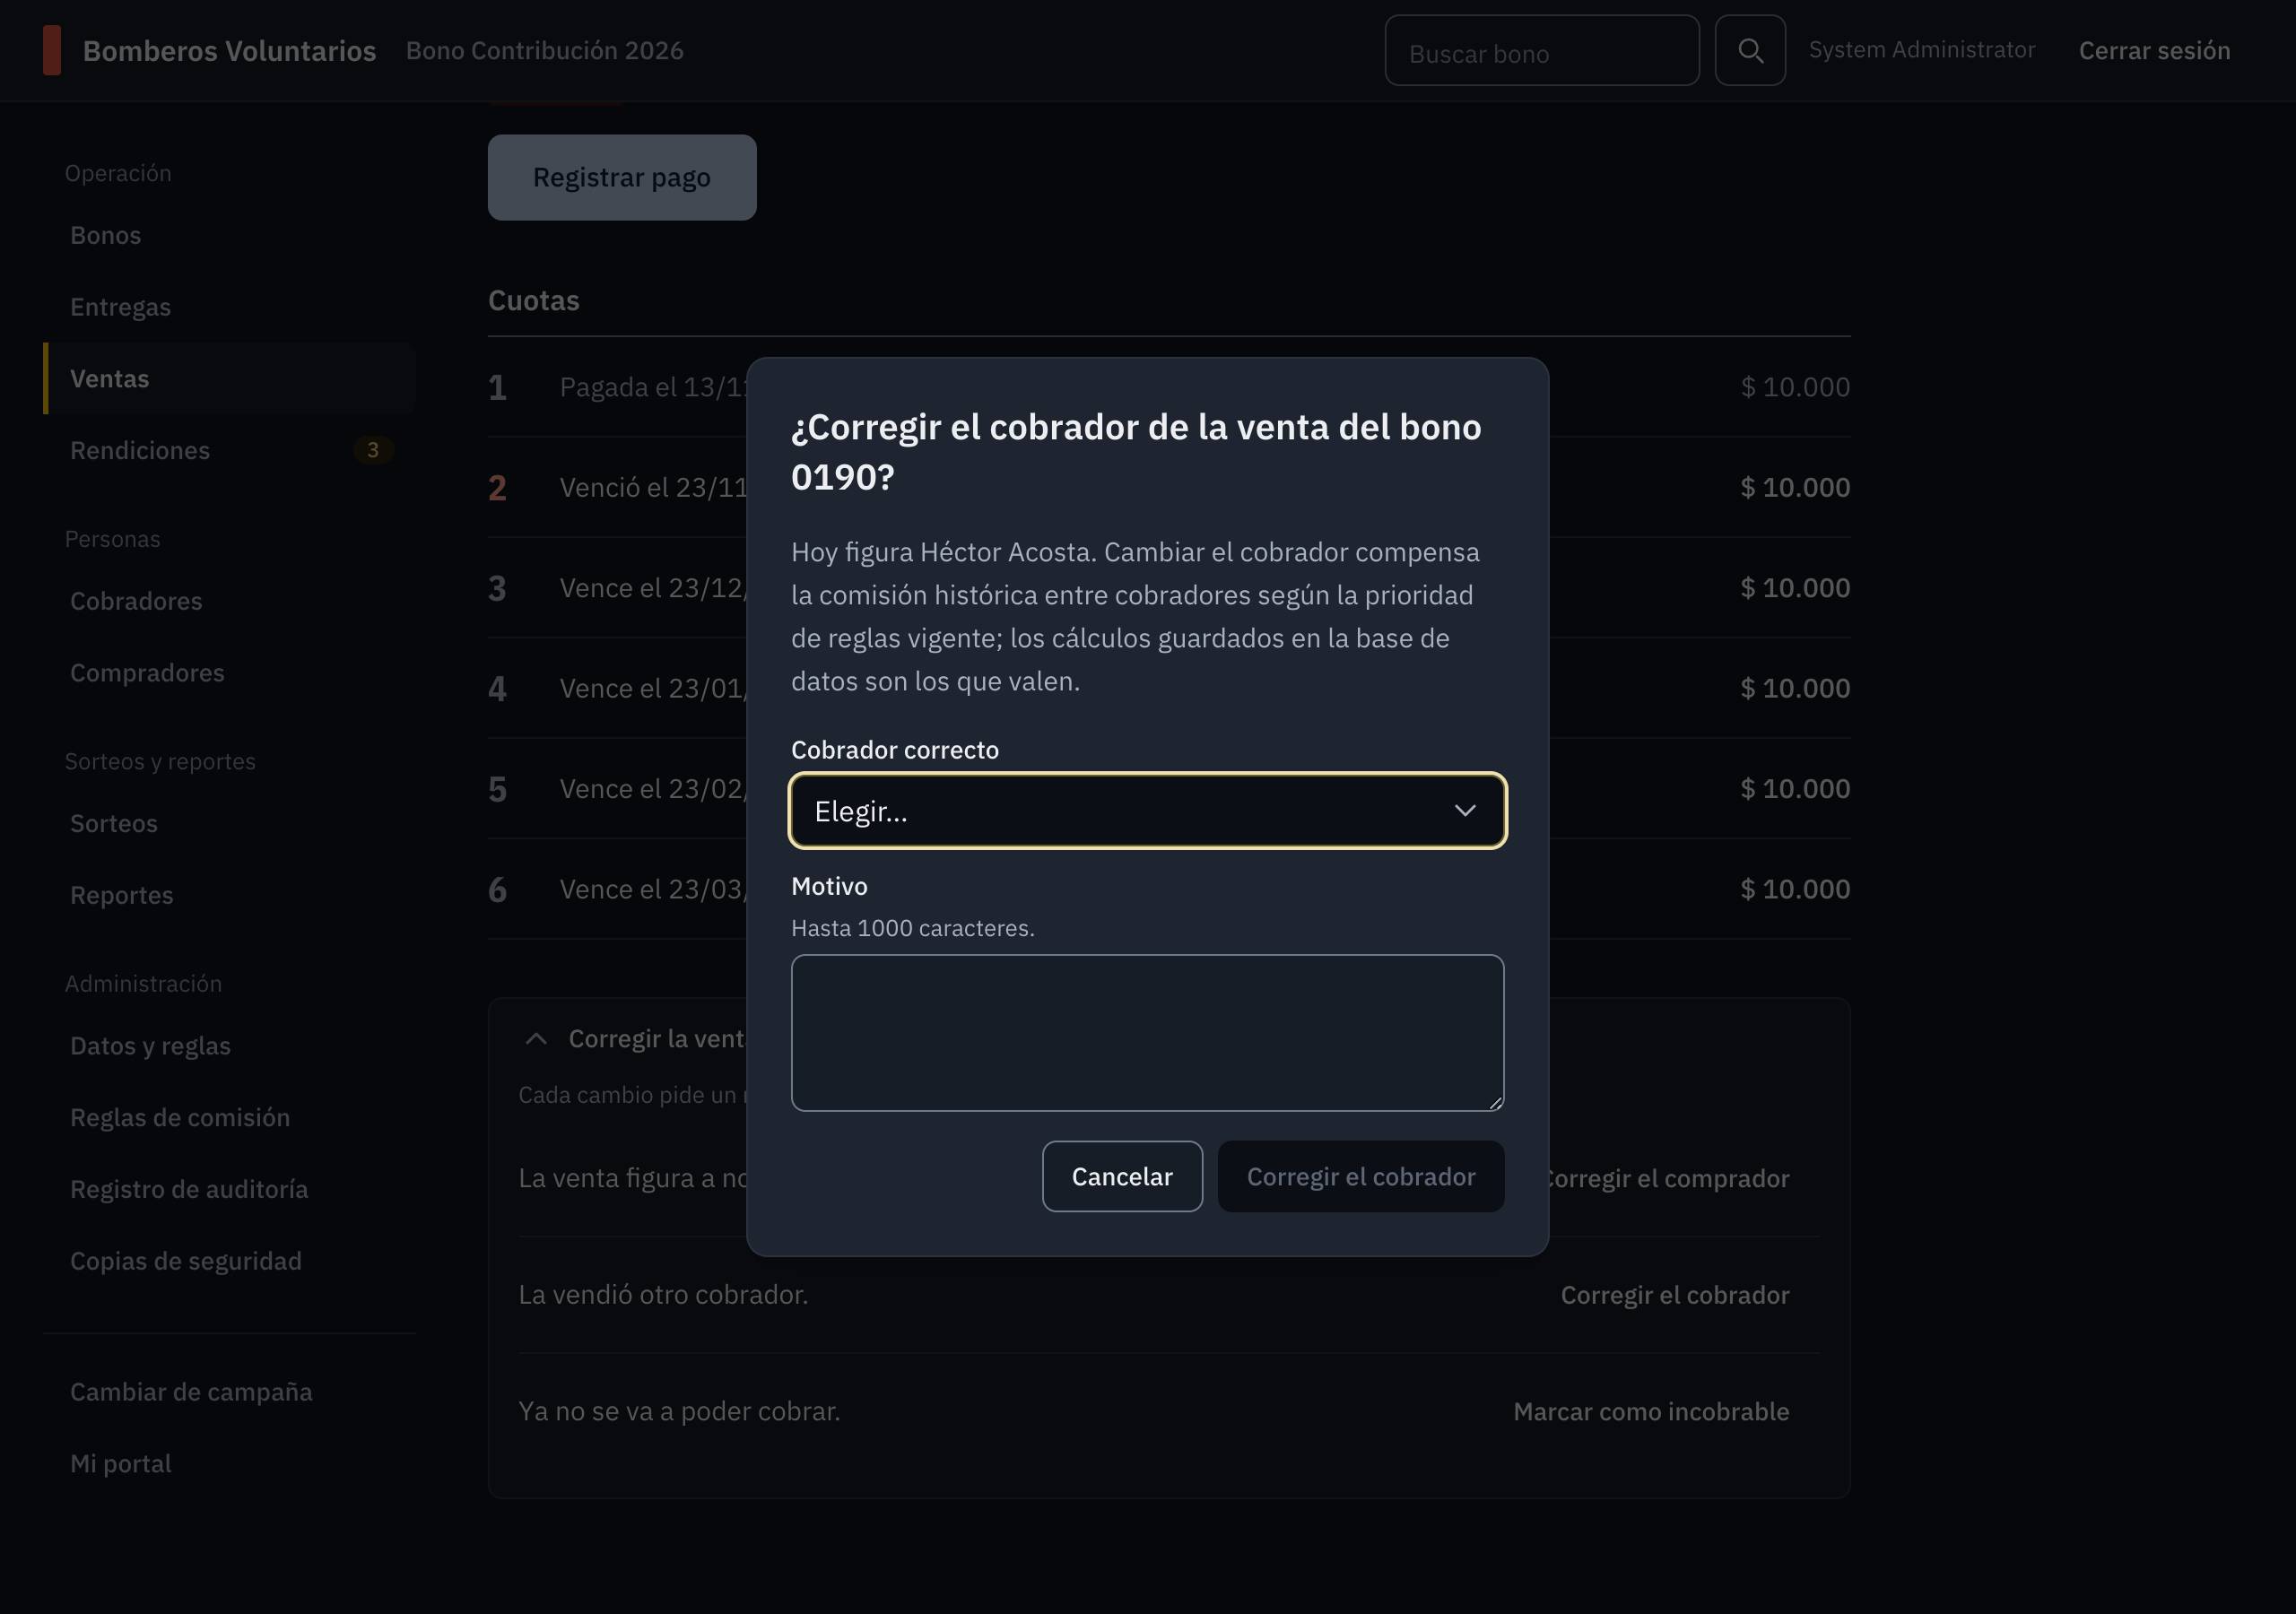 Bomberos Voluntarios
Bono Contribución 2026
Buscar bono
System Administrator
Cerrar sesión
Operación
Bonos
Entregas
Ventas
Rendiciones 3
Personas
Cobradores
Compradores
Sorteos y reportes
Sorteos
Reportes
Administración
Datos y reglas
Reglas de comisión
Registro de auditoría
Copias de seguridad
Cambiar de campaña
Mi portal
Registrar pago
Cuotas
1 Pagada el 13/11 $ 10.000
2 Venció el 23/11 $ 10.000
3 Vence el 23/12/ $ 10.000
4 Vence el 23/01/ $ 10.000
5 Vence el 23/02/ $ 10.000
6 Vence el 23/03/ $ 10.000
Corregir la vent
Cada cambio pide un
La venta figura a no
Corregir el comprador
La vendió otro cobrador.
Corregir el cobrador
Ya no se va a poder cobrar.
Marcar como incobrable
¿Corregir el cobrador de la venta del bono
0190?
Hoy figura Héctor Acosta. Cambiar el cobrador compensa
la comisión histórica entre cobradores según la prioridad
de reglas vigente; los cálculos guardados en la base de
datos son los que valen.
Cobrador correcto
Elegir...
Motivo
Hasta 1000 caracteres.
Cancelar
Corregir el cobrador